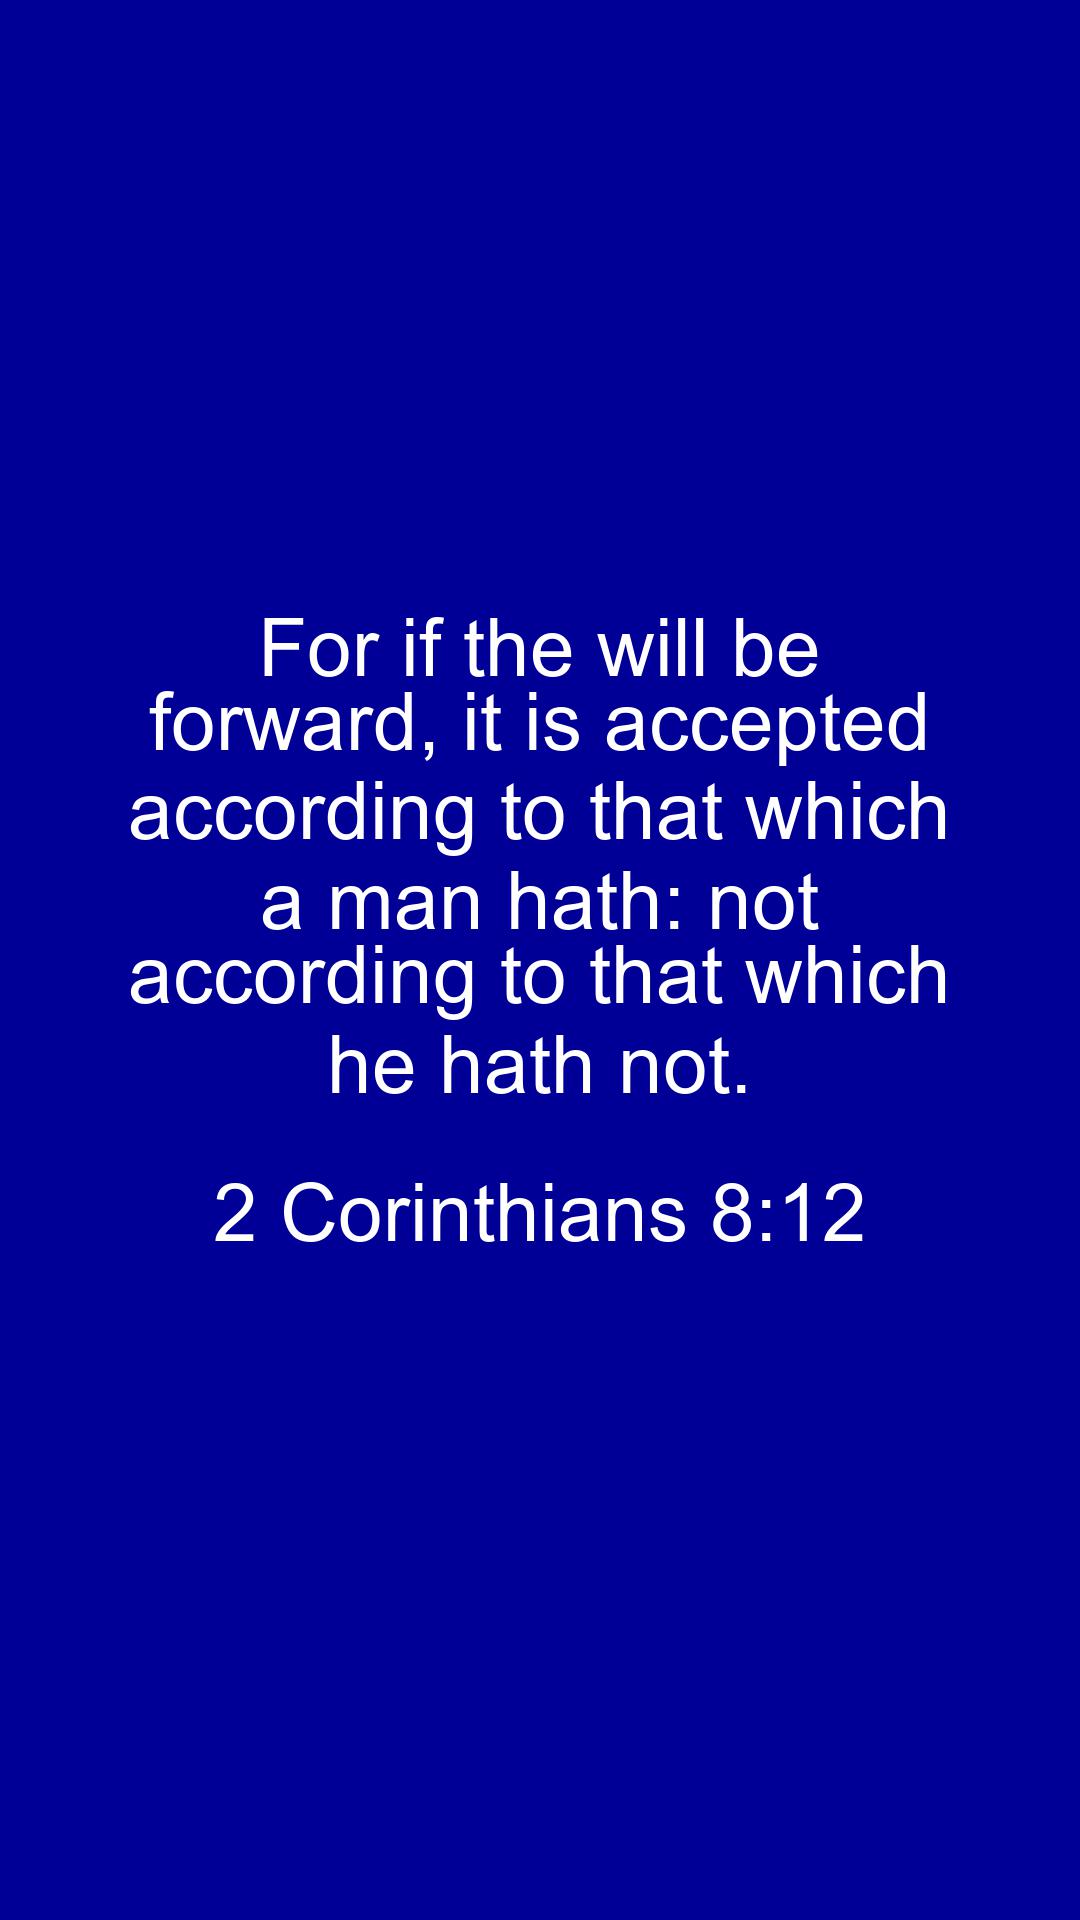 For if the will be
forward, it is accepted
according to that which
a man hath: not
according to that which
he hath not.
2 Corinthians 8:12